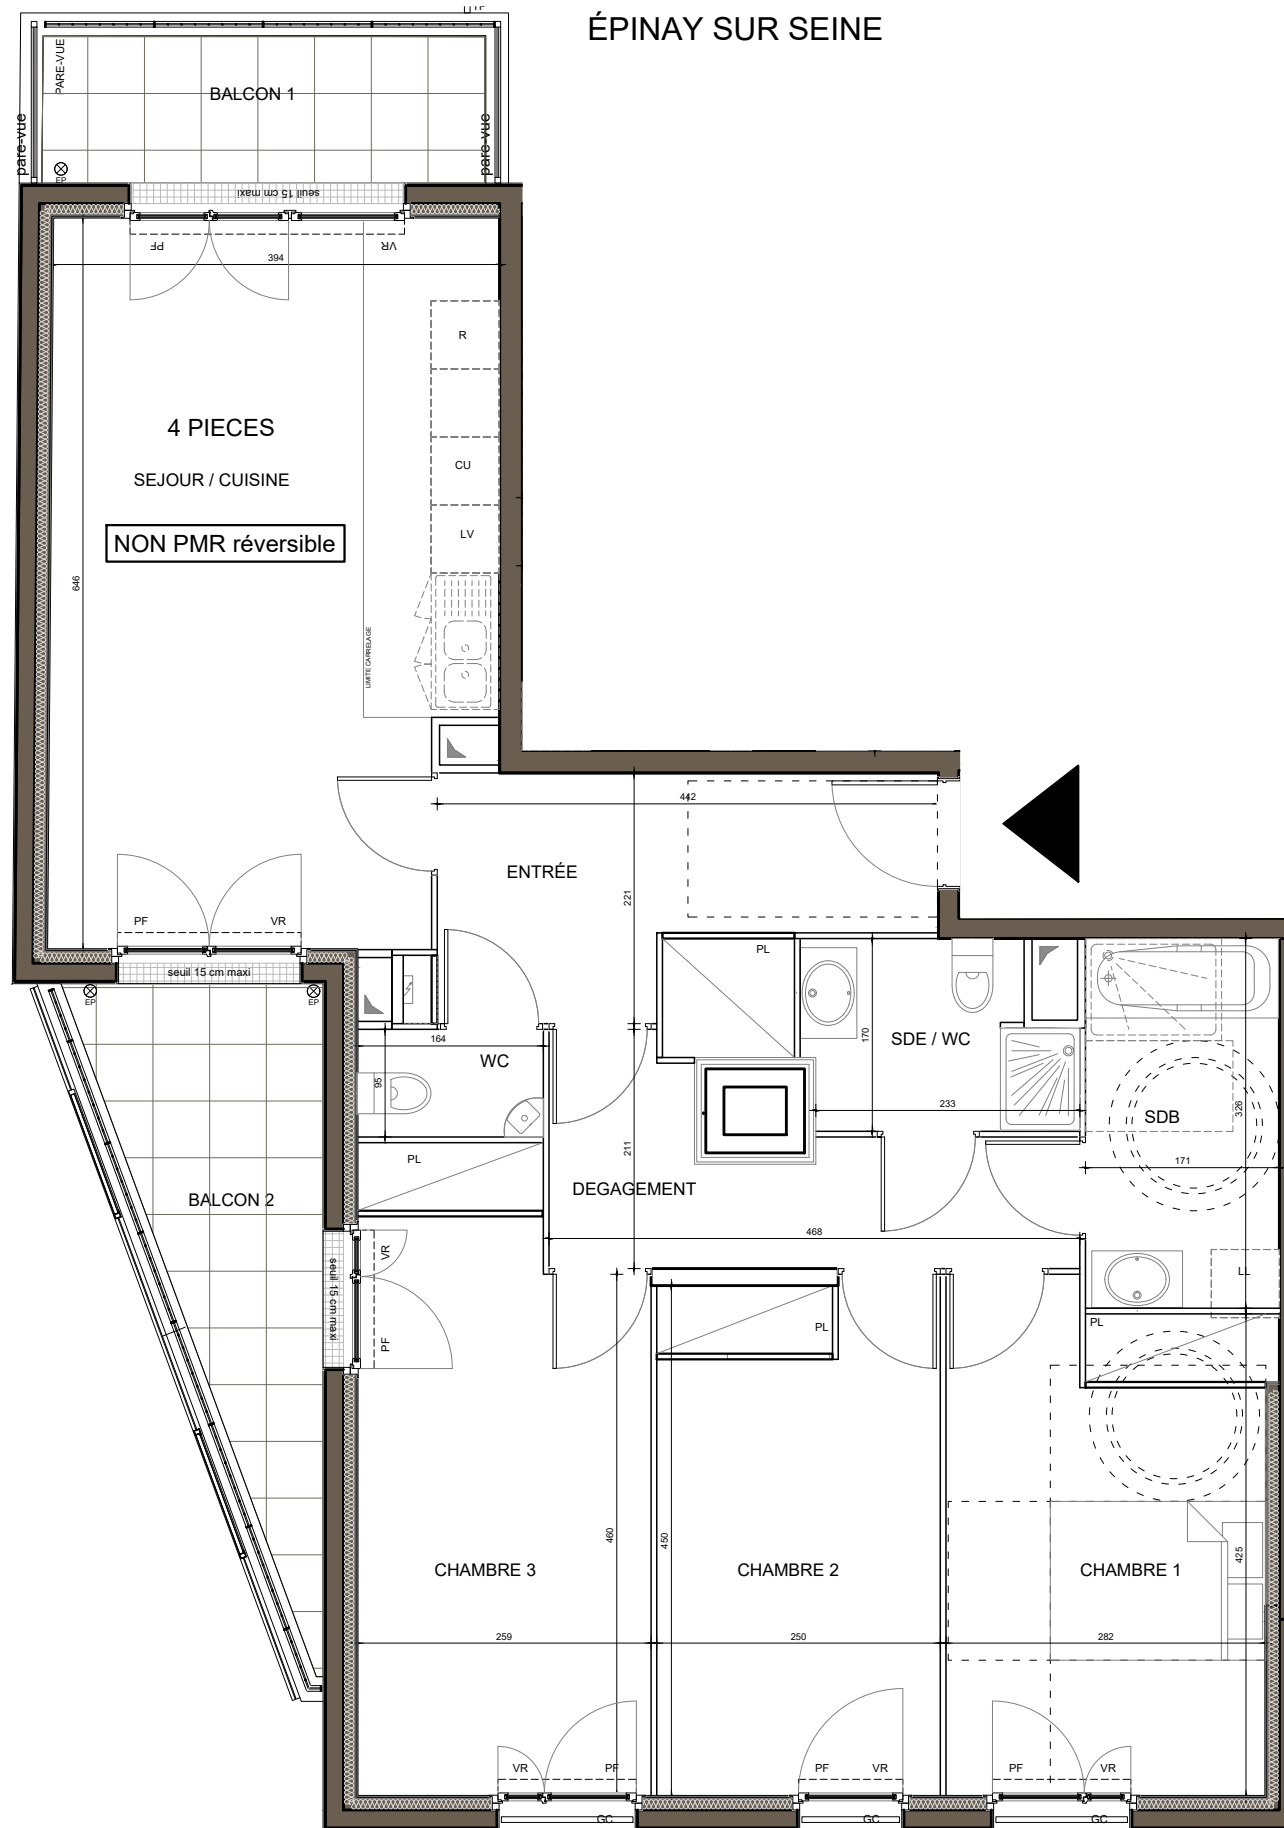 ÉPINAY SUR SEINE
PARE-VUE
BALCON 1
pare-vue
pare-vue
EP
seuil 15 cm maxi
PF
VR
394
R
4 PIECES
CU
SEJOUR / CUISINE
LV
NON PMR réversible
646
LIMITE CARRELAGE
442
ENTRÉE
221
PF
VR
PL
seuil 15 cm maxi
EP
EP
164
WC
170
SDE / WC
95
233
326
SDB
211
PL
171
DEGAGEMENT
BALCON 2
468
VR
seuil 15 cm maxi
PF
LL
PL
PL
460
450
425
CHAMBRE 3
CHAMBRE 2
CHAMBRE 1
259
250
282
VR
PF
PF
VR
PF
VR
GC
GC
GC